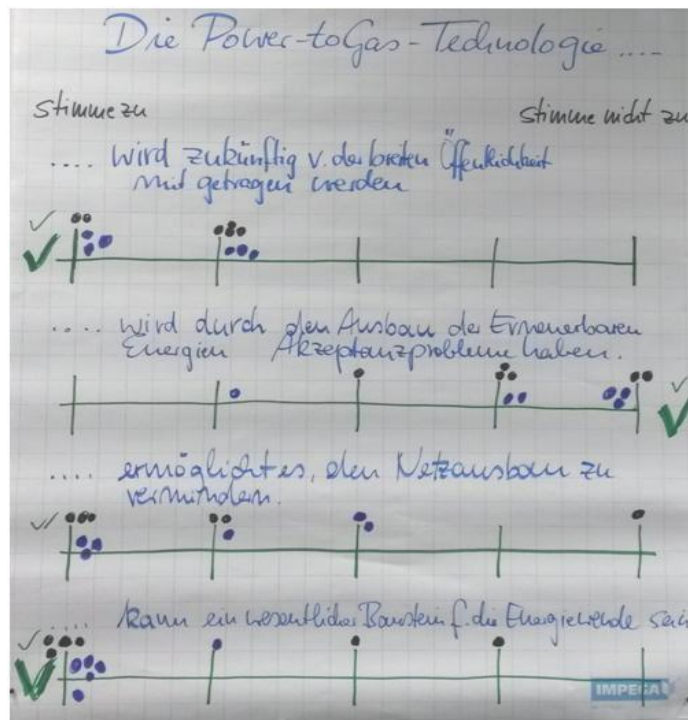 Die Power-toGas-Technologie ....
stimme zu
stimme nicht zu
.... wird zukünftig v. der breiten Öffentlichkeit
mit getragen werden
.... wird durch den Ausbau der Erneuerbaren
Energien Akzeptanzprobleme haben.
.... ermöglicht es, den Netzausbau zu
vermindern.
.... kann ein wesentlicher Baustein f. die Energiewende sein
IMPEGA